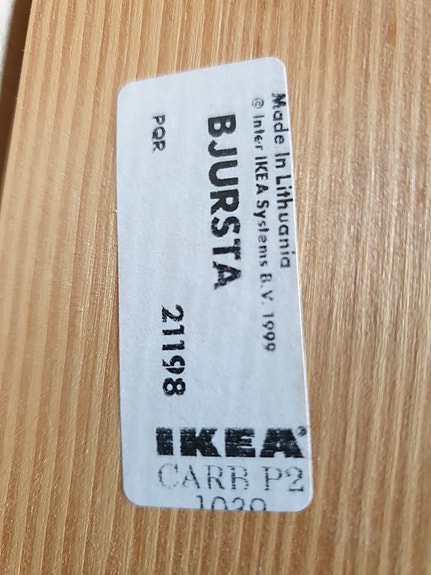 Made In Lithuania
© Inter IKEA Systems B.V. 1999
BJURSTA
PQR
21198
IKEA®
CARB P2